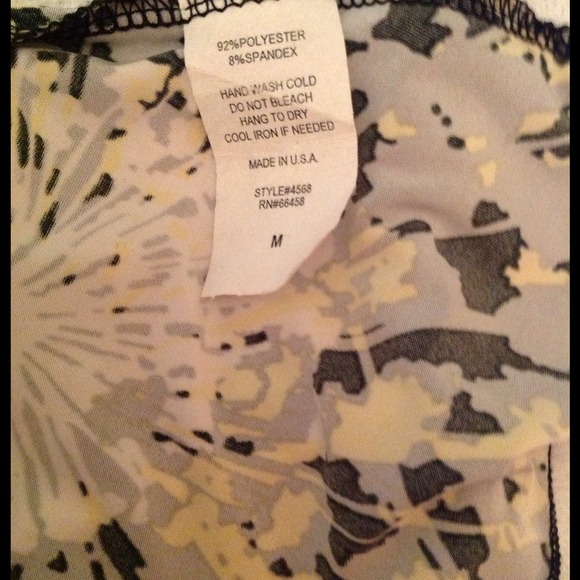 92%POLYESTER
8%SPANDEX
HAND WASH COLD
DO NOT BLEACH
HANG TO DRY
COOL IRON IF NEEDED
MADE IN U.S.A.
STYLE#4568
RN#66458
M